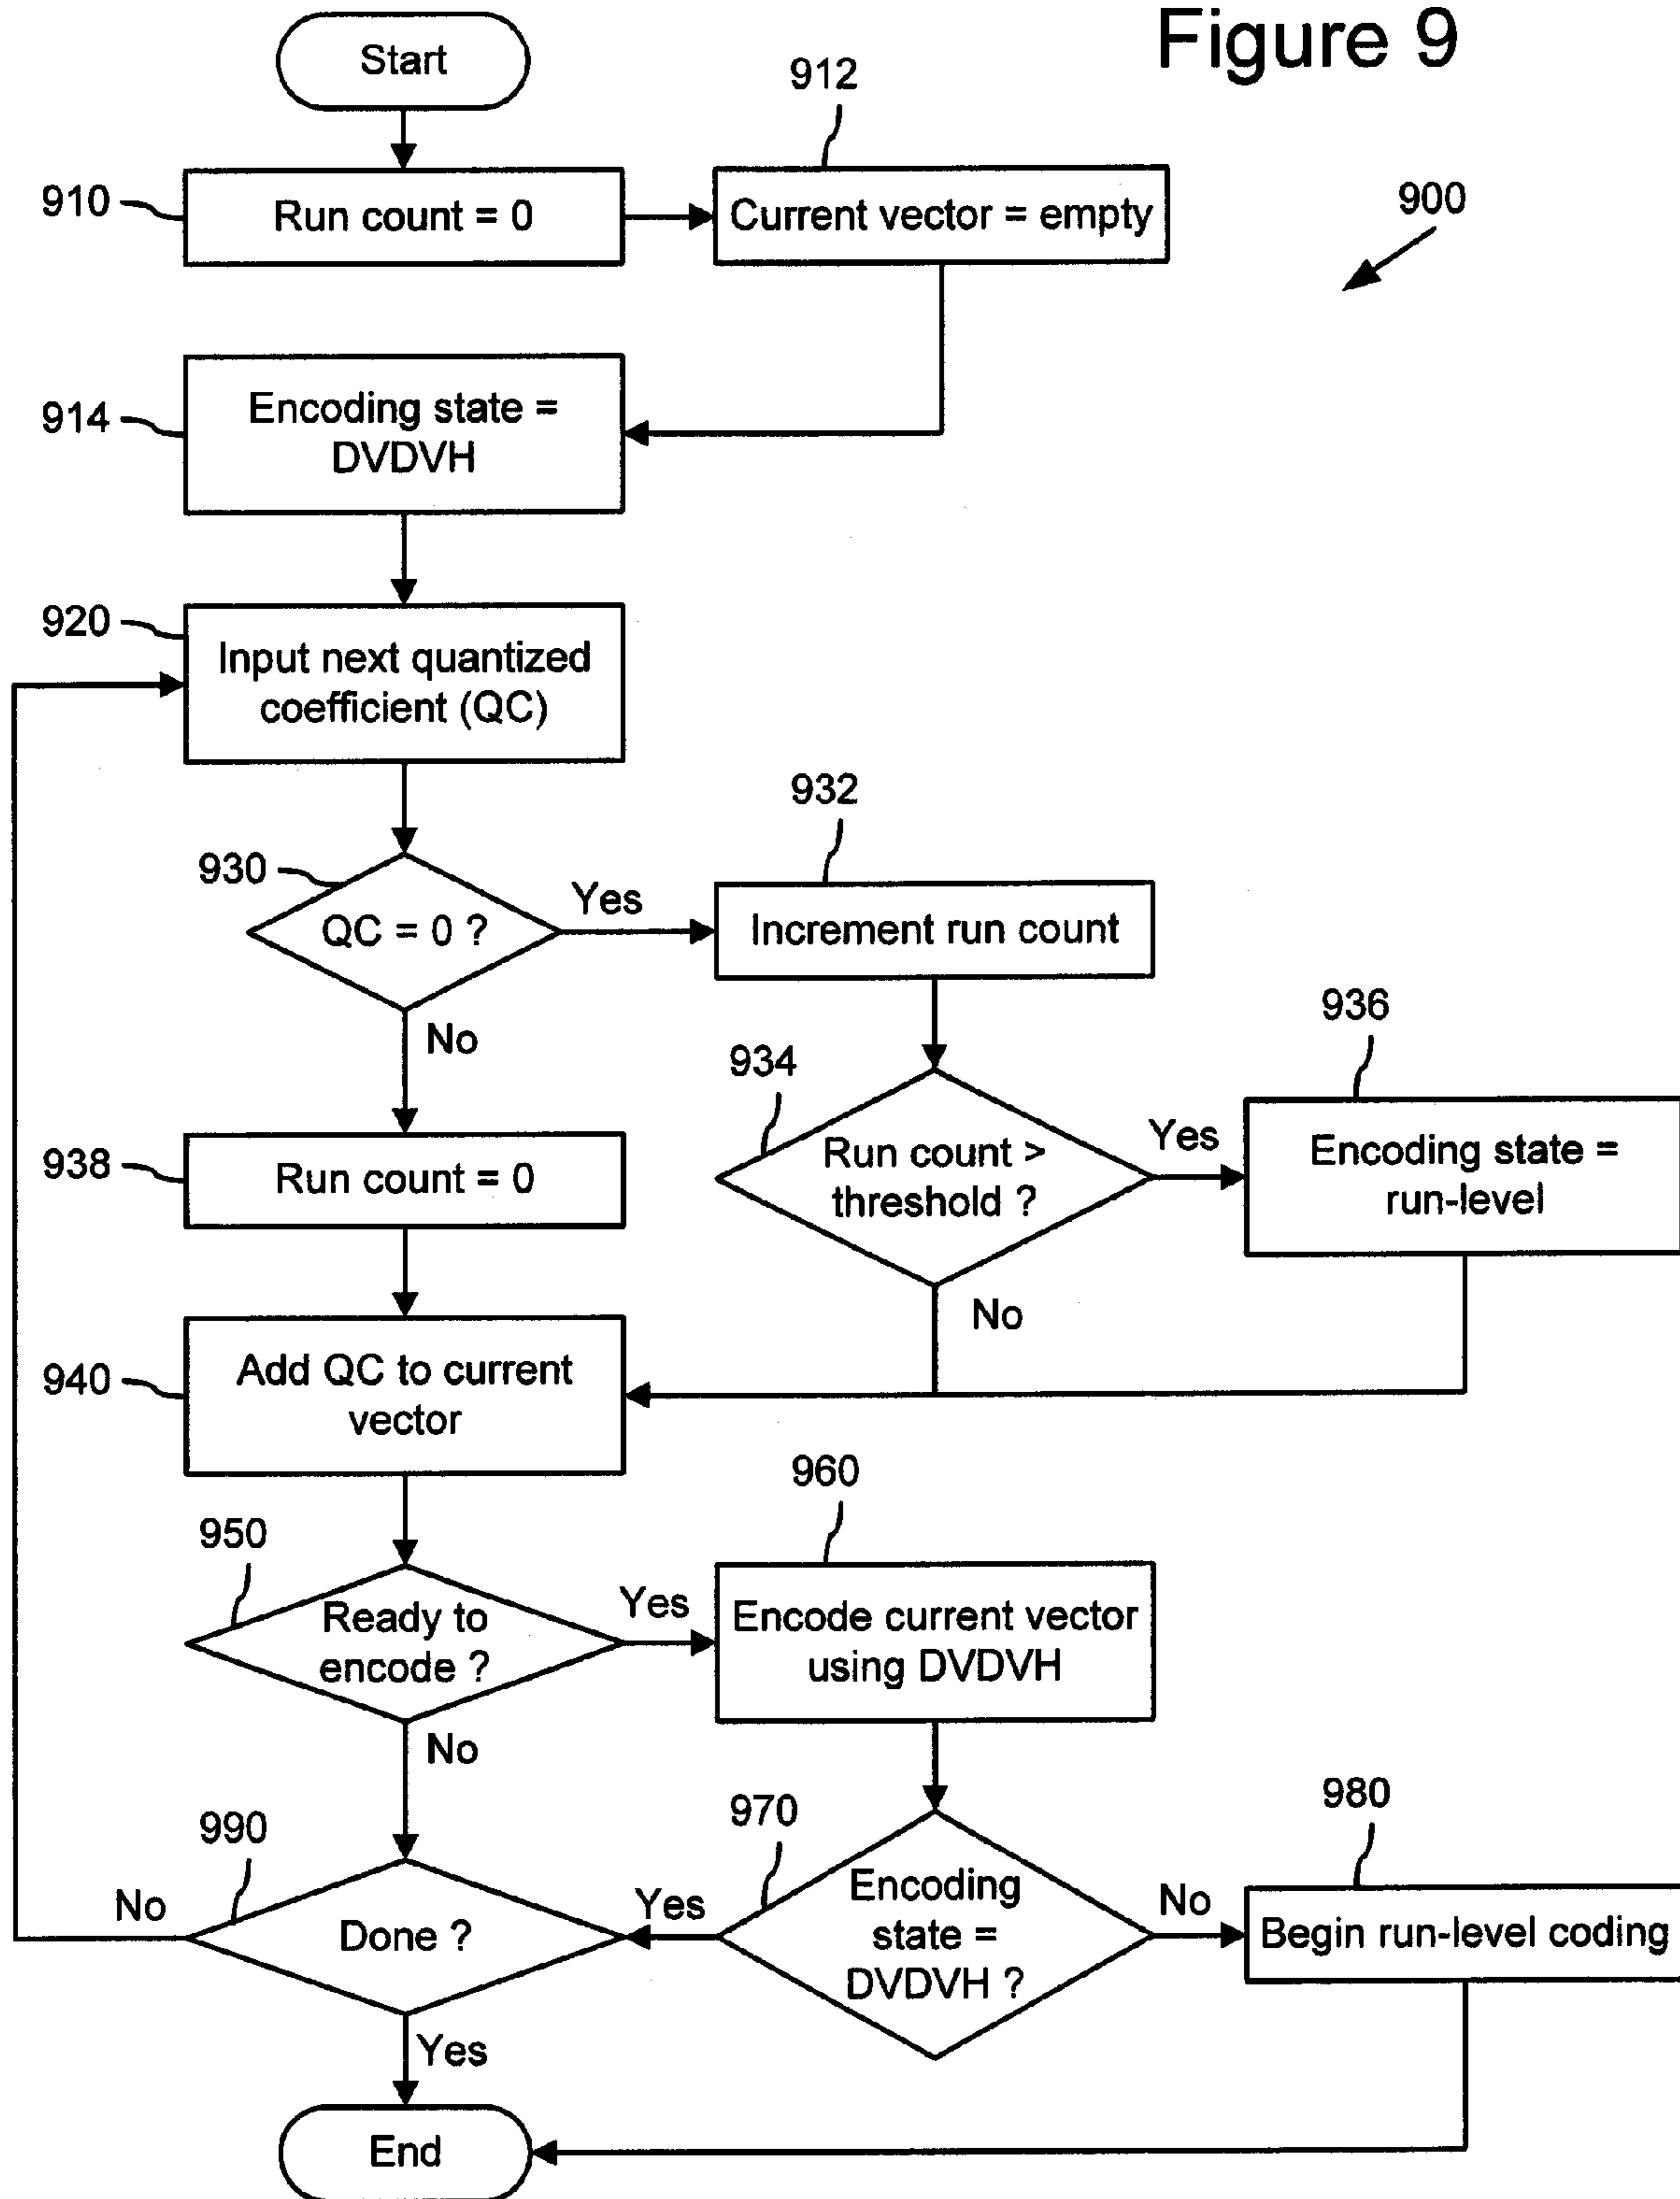 Figure 9
Start
912
910
Run count = 0
Current vector = empty
900
914
Encoding state =
DVDVH
920
Input next quantized
coefficient (QC)
932
930
QC = 0 ?
Yes
Increment run count
No
936
934
Run count >
threshold ?
Yes
Encoding state =
run-level
938
Run count = 0
No
940
Add QC to current
vector
960
950
Ready to
encode ?
Yes
Encode current vector
using DVDVH
No
980
970
990
Encoding
state =
DVDVH ?
No
Done ?
Yes
No
Begin run-level coding
Yes
End